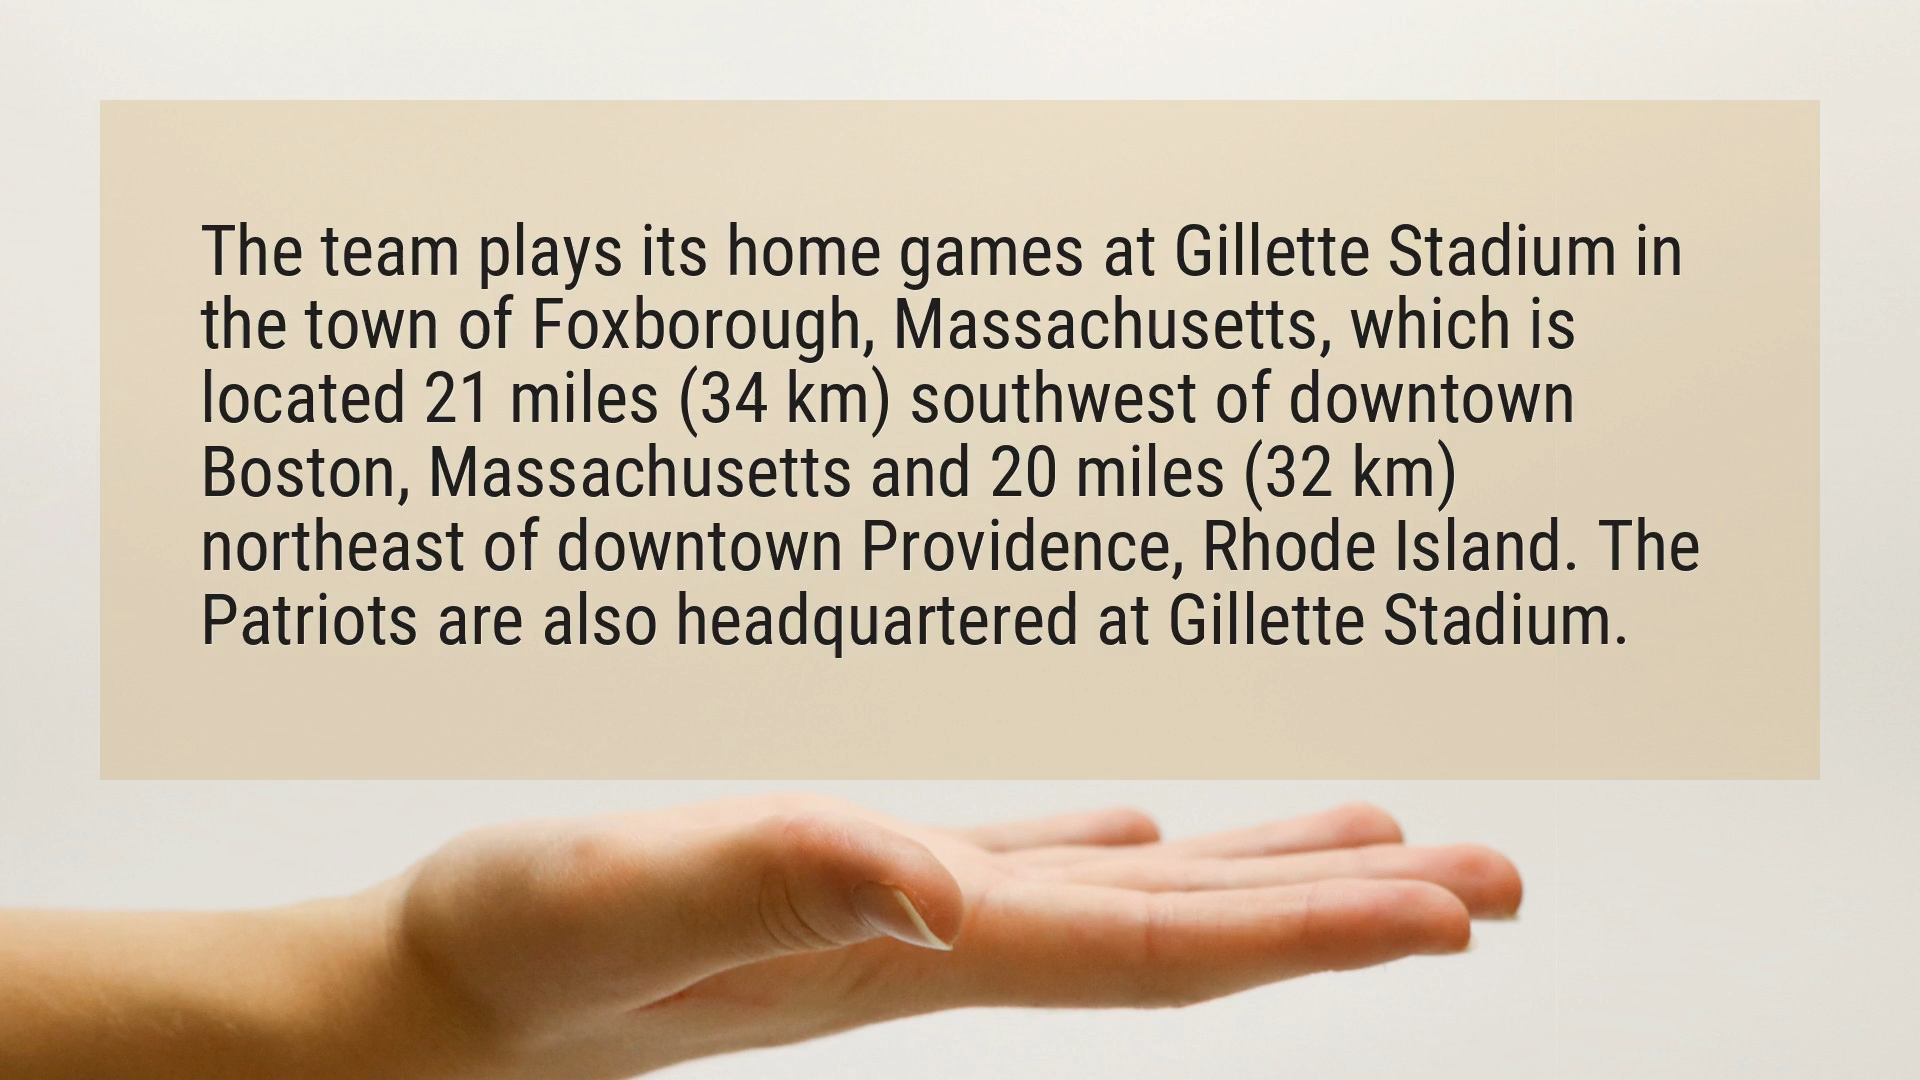 The team plays its home games at Gillette Stadium in
the town of Foxborough, Massachusetts, which is
located 21 miles (34 km) southwest of downtown
Boston, Massachusetts and 20 miles (32 km)
northeast of downtown Providence, Rhode Island. The
Patriots are also headquartered at Gillette Stadium.